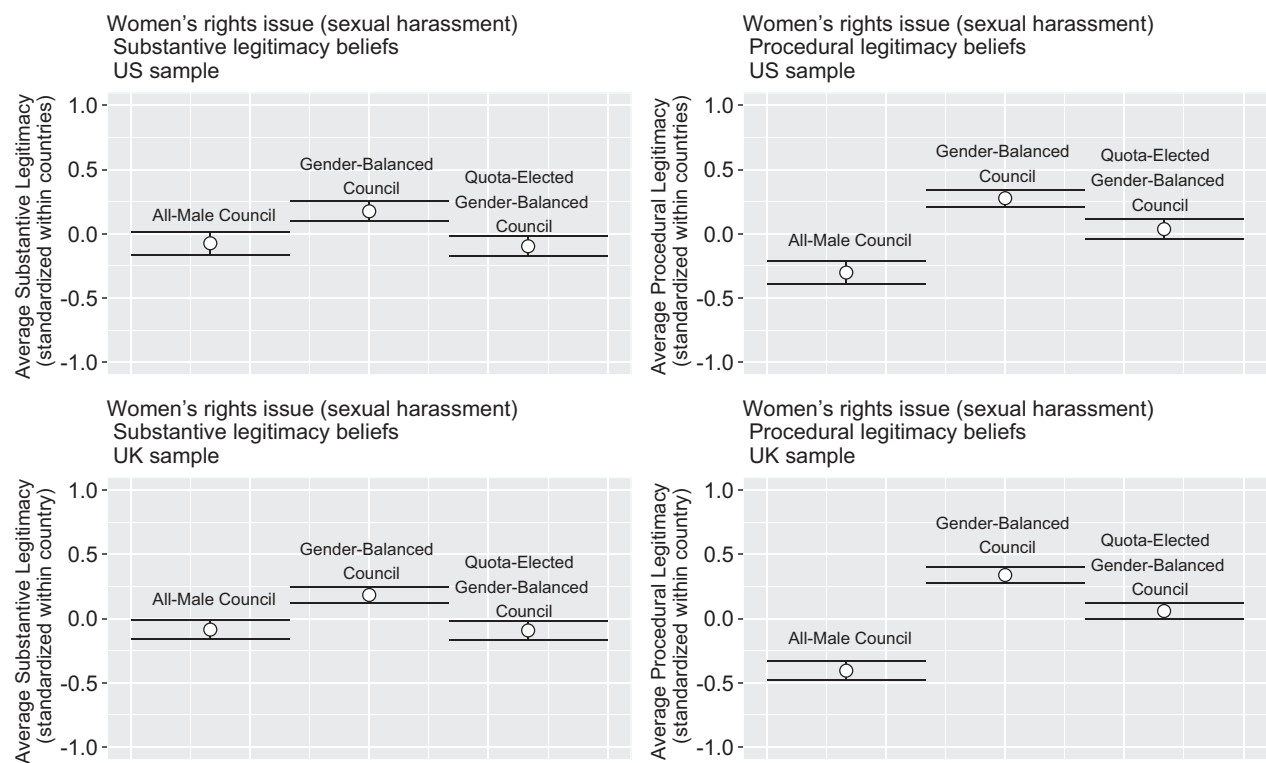 Women’s rights issue (sexual harassment)
Substantive legitimacy beliefs
US sample
Average Substantive Legitimacy
(standardized within countries)
1.0
0.5
0.0
-0.5
-1.0
All-Male Council
Gender-Balanced
Council
Quota-Elected
Gender-Balanced
Council
Women’s rights issue (sexual harassment)
Procedural legitimacy beliefs
US sample
Average Procedural Legitimacy
(standardized within countries)
1.0
0.5
0.0
-0.5
-1.0
All-Male Council
Gender-Balanced
Council
Quota-Elected
Gender-Balanced
Council
Women’s rights issue (sexual harassment)
Substantive legitimacy beliefs
UK sample
Average Substantive Legitimacy
(standardized within country)
1.0
0.5
0.0
-0.5
-1.0
All-Male Council
Gender-Balanced
Council
Quota-Elected
Gender-Balanced
Council
Women’s rights issue (sexual harassment)
Procedural legitimacy beliefs
UK sample
Average Procedural Legitimacy
(standardized within country)
1.0
0.5
0.0
-0.5
-1.0
All-Male Council
Gender-Balanced
Council
Quota-Elected
Gender-Balanced
Council